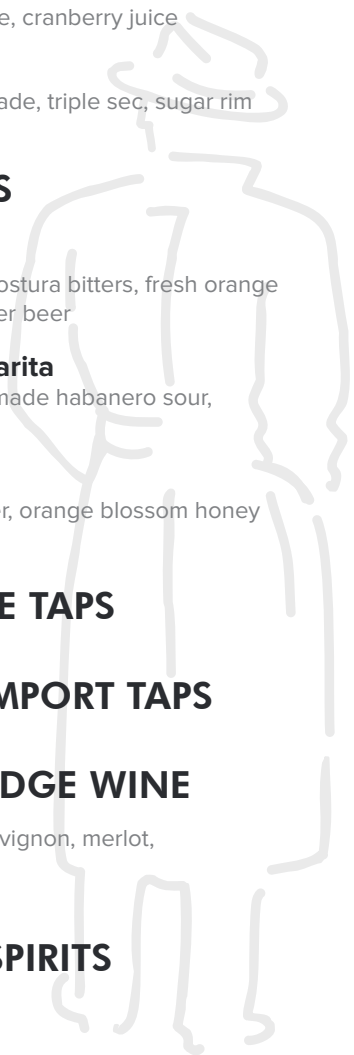 e, cranberry juice
ade, triple sec, sugar rim
S
ostura bitters, fresh orange
er beer
arita
made habanero sour,
r, orange blossom honey
E TAPS
MPORT TAPS
DGE WINE
vignon, merlot,
SPIRITS